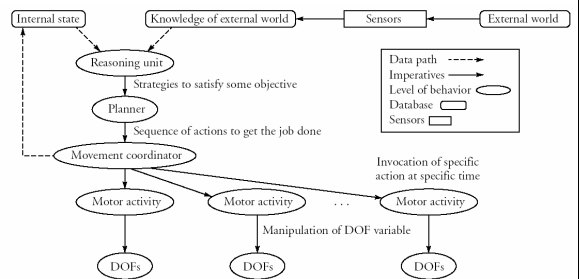 Internal state
Knowledge of external world
Sensors
External world
Reasoning unit
Strategies to satisfy some objective
Planner
Sequence of actions to get the job done
Movement coordinator
Data path
Imperatives
Level of behavior
Database
Sensors
Invocation of specific
action at specific time
Motor activity
Motor activity
. . .
Motor activity
Manipulation of DOF variable
DOFs
DOFs
DOFs